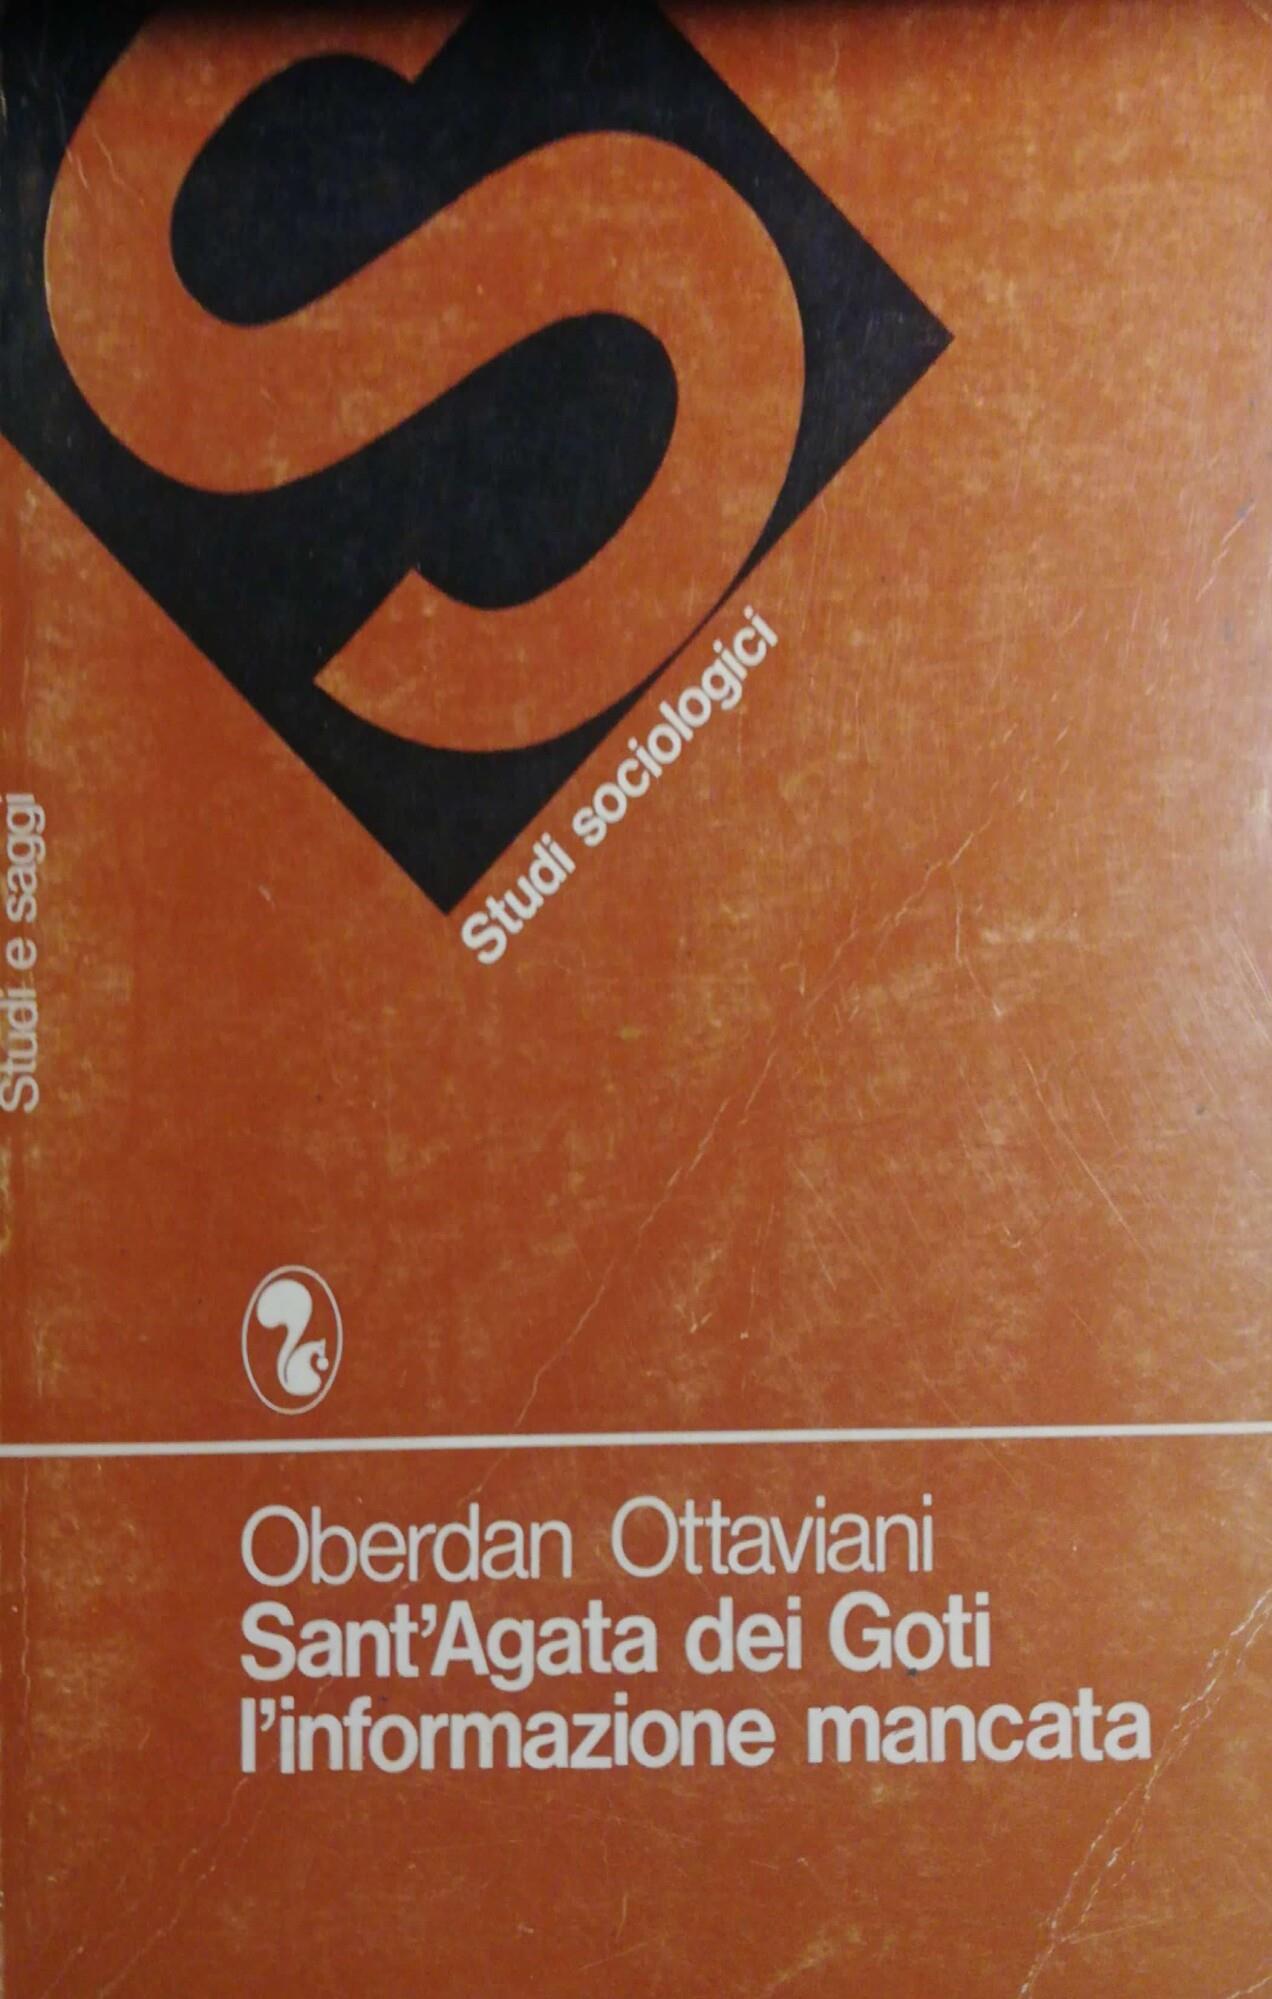 S
Studi sociologici
Studi e saggi
Oberdan Ottaviani
Sant'Agata dei Goti
l'informazione mancata